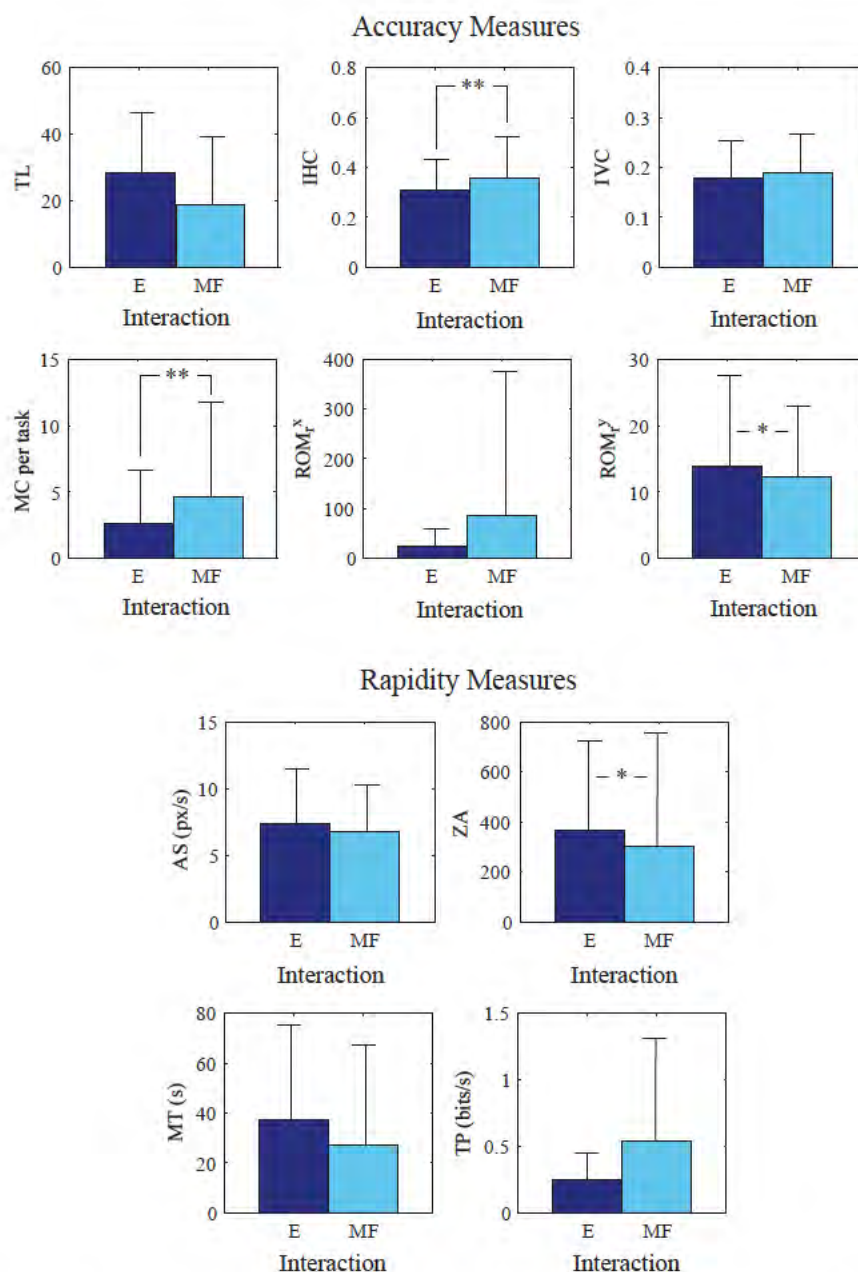 Accuracy Measures
60
40
20
0
TL
E MF
Interaction
0.8
0.6
0.4
0.2
0
IHC
**
E MF
Interaction
0.4
0.3
0.2
0.1
0
IVC
E MF
Interaction
15
10
5
0
MC per task
**
E MF
Interaction
400
300
200
100
0
ROMrx
E MF
Interaction
30
20
10
0
ROMry
*
E MF
Interaction
Rapidity Measures
15
10
5
0
AS (px/s)
E MF
Interaction
800
600
400
200
0
ZA
*
E MF
Interaction
80
60
40
20
0
MT (s)
E MF
Interaction
1.5
1
0.5
0
TP (bits/s)
E MF
Interaction